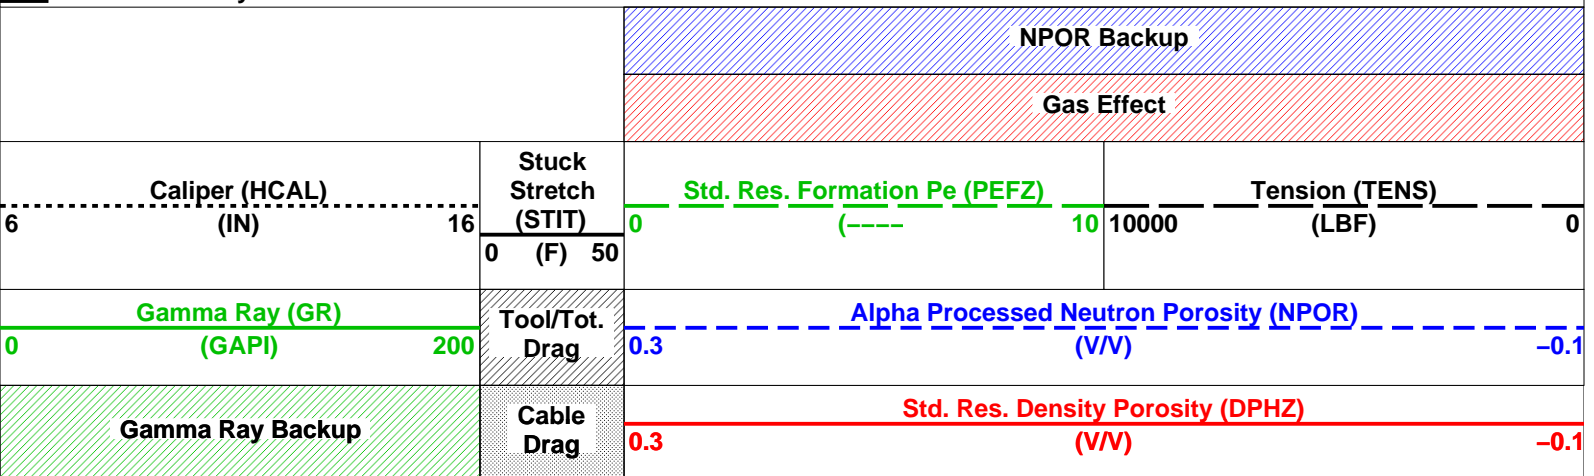 NPOR Backup
Gas Effect
Caliper (HCAL)
6 (IN) 16
Stuck
Stretch
(STIT)
0 (F) 50
Std. Res. Formation Pe (PEFZ)
0 (---- 10
Tension (TENS)
10000 (LBF) 0
Gamma Ray (GR)
0 (GAPI) 200
Tool/Tot.
Drag
Alpha Processed Neutron Porosity (NPOR)
0.3 (V/V) −0.1
Gamma Ray Backup
Cable
Drag
Std. Res. Density Porosity (DPHZ)
0.3 (V/V) −0.1